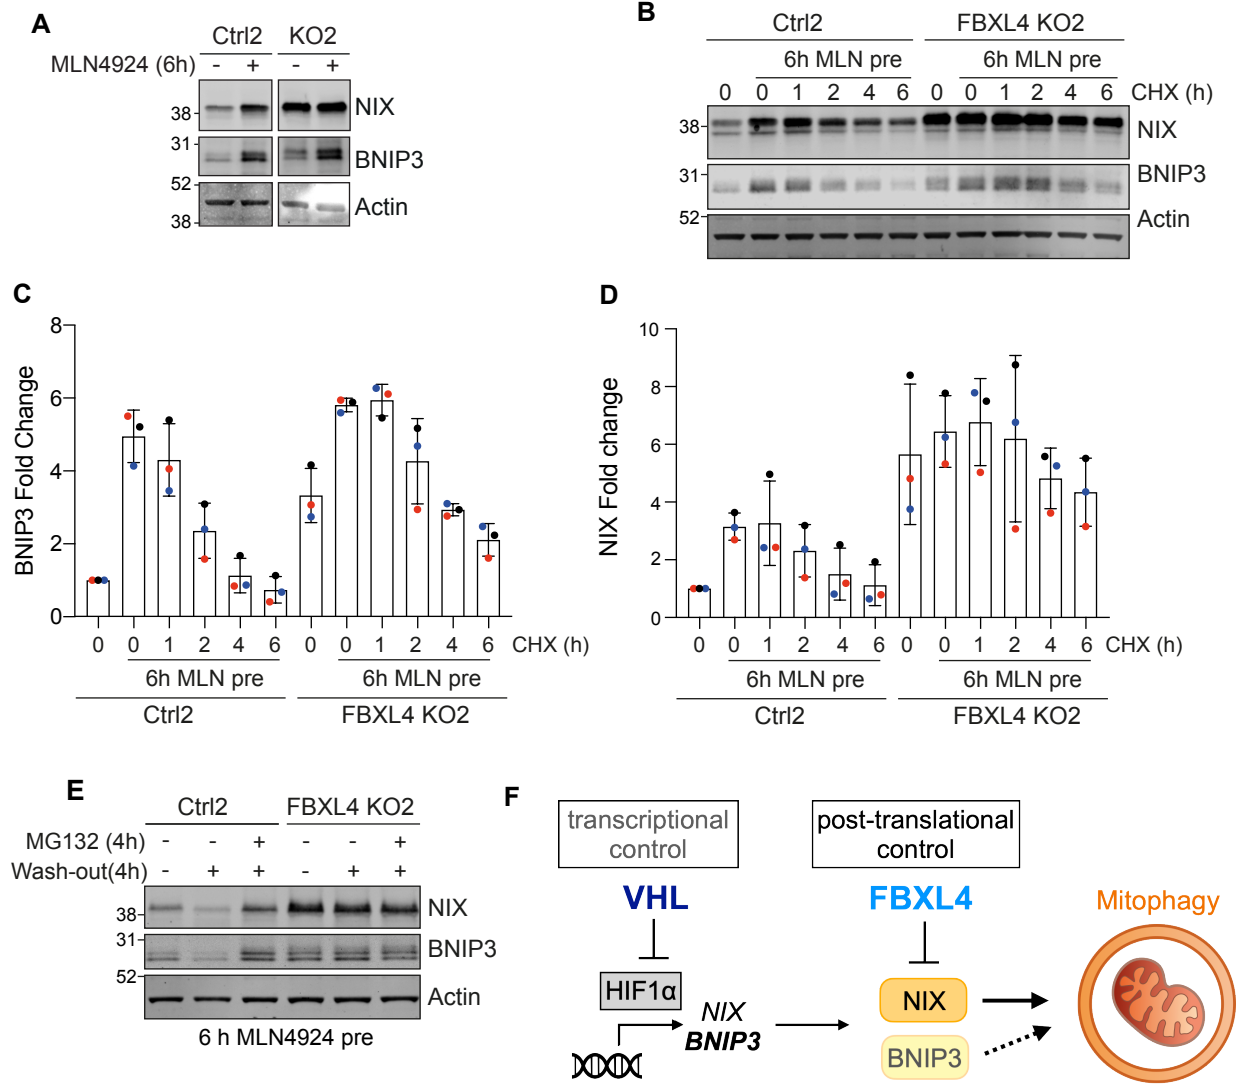 A
Ctrl2 KO2
MLN4924 (6h) - + - +
38 NIX
31 BNIP3
52 Actin
38
B
Ctrl2 FBXL4 KO2
6h MLN pre 6h MLN pre
0 0 1 2 4 6 0 0 1 2 4 6 CHX (h)
38 NIX
31 BNIP3
52 Actin
C
BNIP3 Fold Change
8
6
4
2
0
0 0 1 2 4 6 0 0 1 2 4 6 CHX (h)
6h MLN pre 6h MLN pre
Ctrl2 FBXL4 KO2
D
NIX Fold change
10
8
6
4
2
0
0 0 1 2 4 6 0 0 1 2 4 6 CHX (h)
6h MLN pre 6h MLN pre
Ctrl2 FBXL4 KO2
E
Ctrl2 FBXL4 KO2
MG132 (4h) - - + - - +
Wash-out(4h) - + + - + +
38 NIX
31 BNIP3
52 Actin
6 h MLN4924 pre
F
transcriptional
control
VHL
HIF1α
NIX
BNIP3
post-translational
control
FBXL4
NIX
BNIP3
Mitophagy